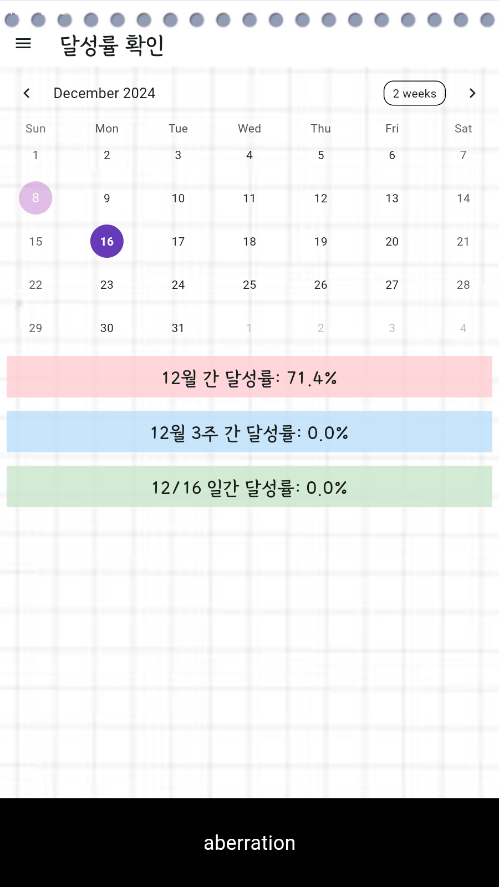 달성률 확인
December 2024 2 weeks
Sun Mon Tue Wed Thu Fri Sat
1 2 3 4 5 6 7
8 9 10 11 12 13 14
15 16 17 18 19 20 21
22 23 24 25 26 27 28
29 30 31 1 2 3 4
12월 간 달성률: 71.4%
12월 3주 간 달성률: 0.0%
12/16 일간 달성률: 0.0%
aberration